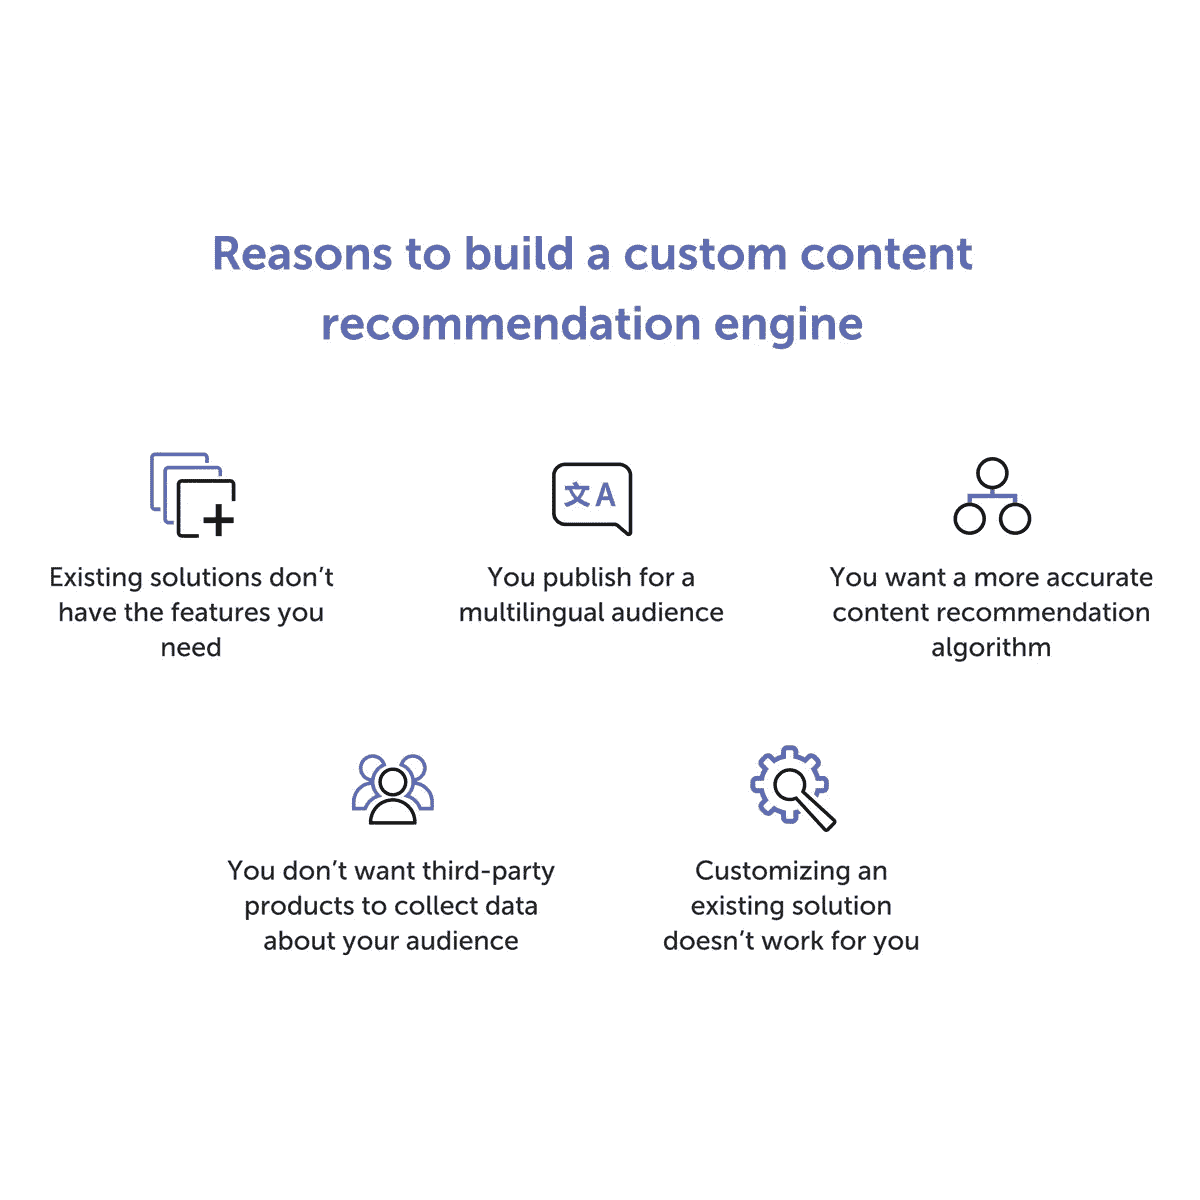 Reasons to build a custom content
recommendation engine
文A
Existing solutions don’t
have the features you
need
You publish for a
multilingual audience
You want a more accurate
content recommendation
algorithm
You don’t want third-party
products to collect data
about your audience
Customizing an
existing solution
doesn’t work for you